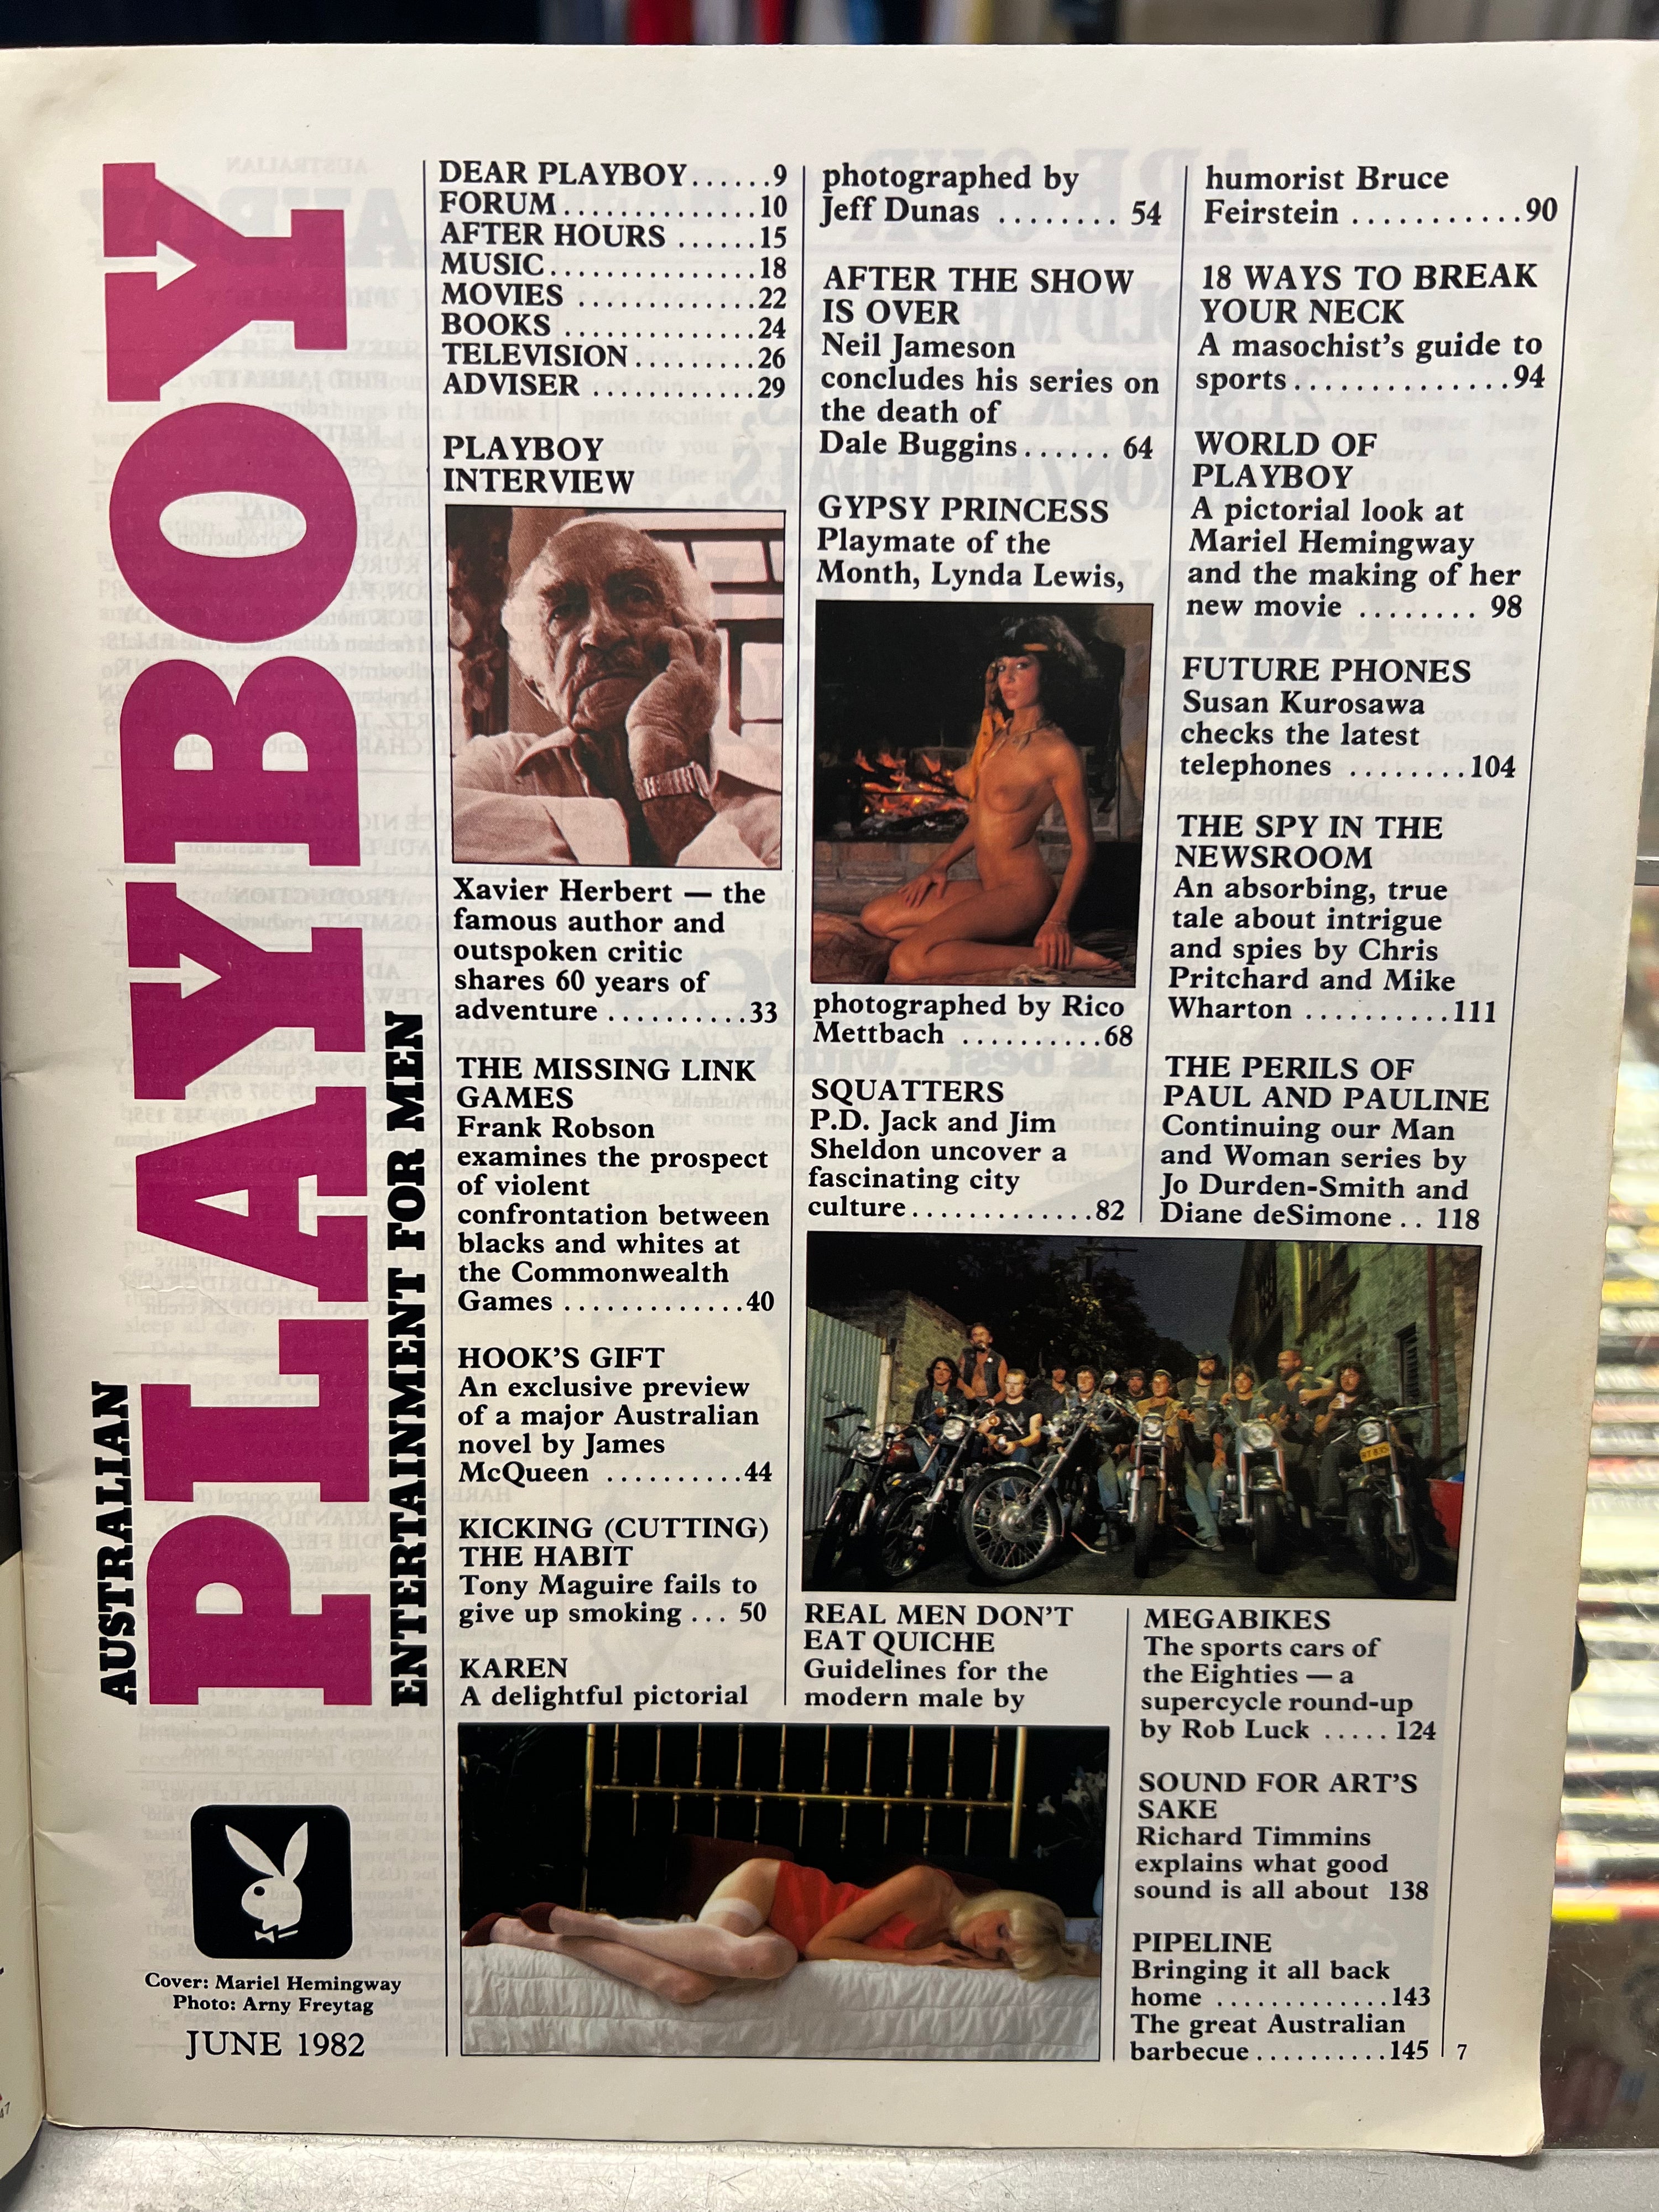 AUSTRALIAN
PLAYBOY
ENTERTAINMENT FOR MEN
Cover: Mariel Hemingway
Photo: Arny Freytag
JUNE 1982
DEAR PLAYBOY......9
FORUM..............10
AFTER HOURS ......15
MUSIC...............18
MOVIES ............22
BOOKS .............24
TELEVISION.........26
ADVISER ...........29
PLAYBOY
INTERVIEW
Xavier Herbert — the
famous author and
outspoken critic
shares 60 years of
adventure ..........33
THE MISSING LINK
GAMES
Frank Robson
examines the prospect
of violent
confrontation between
blacks and whites at
the Commonwealth
Games .............40
HOOK'S GIFT
An exclusive preview
of a major Australian
novel by James
McQueen ..........44
KICKING (CUTTING)
THE HABIT
Tony Maguire fails to
give up smoking ... 50
KAREN
A delightful pictorial
photographed by
Jeff Dunas ........ 54
AFTER THE SHOW
IS OVER
Neil Jameson
concludes his series on
the death of
Dale Buggins...... 64
GYPSY PRINCESS
Playmate of the
Month, Lynda Lewis,
photographed by Rico
Mettbach ..........68
SQUATTERS
P.D. Jack and Jim
Sheldon uncover a
fascinating city
culture.............82
REAL MEN DON'T
EAT QUICHE
Guidelines for the
modern male by
humorist Bruce
Feirstein ...........90
18 WAYS TO BREAK
YOUR NECK
A masochist's guide to
sports..............94
WORLD OF
PLAYBOY
A pictorial look at
Mariel Hemingway
and the making of her
new movie ........ 98
FUTURE PHONES
Susan Kurosawa
checks the latest
telephones ........104
THE SPY IN THE
NEWSROOM
An absorbing, true
tale about intrigue
and spies by Chris
Pritchard and Mike
Wharton ..........111
THE PERILS OF
PAUL AND PAULINE
Continuing our Man
and Woman series by
Jo Durden-Smith and
Diane deSimone .. 118
MEGABIKES
The sports cars of
the Eighties — a
supercycle round-up
by Rob Luck ..... 124
SOUND FOR ART'S
SAKE
Richard Timmins
explains what good
sound is all about 138
PIPELINE
Bringing it all back
home .............143
The great Australian
barbecue..........145
7